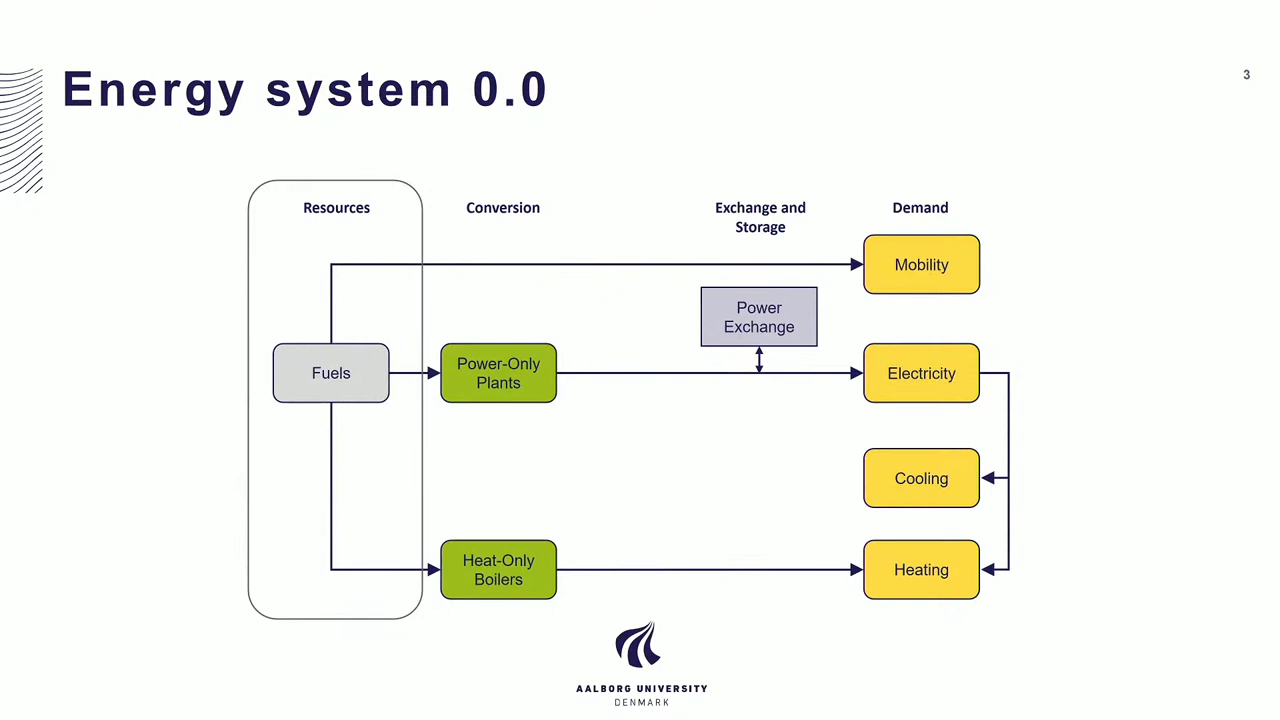 Energy system 0.0
3
Resources
Conversion
Exchange and
Storage
Demand
Mobility
Power
Exchange
Fuels
Power-Only
Plants
Electricity
Cooling
Heat-Only
Boilers
Heating
AALBORG UNIVERSITY
DENMARK